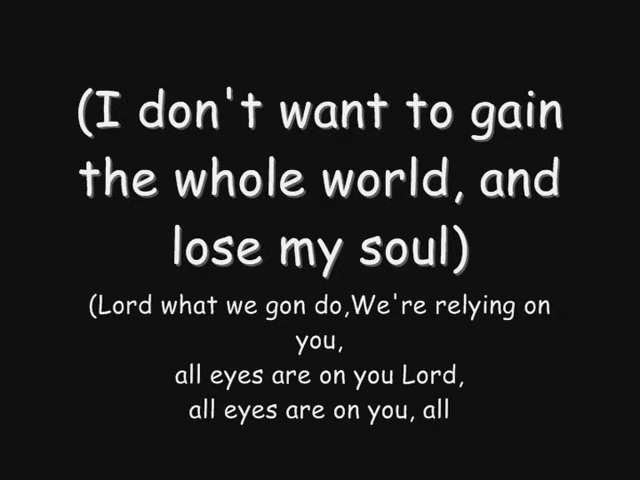 (I don't want to gain
the whole world, and
lose my soul)
(Lord what we gon do,We're relying on
you,
all eyes are on you Lord,
all eyes are on you, all